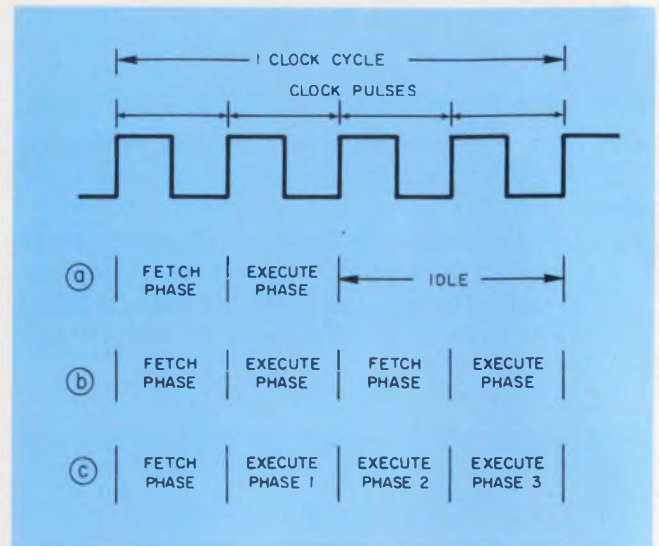 1 CLOCK CYCLE
CLOCK PULSES
a FETCH PHASE EXECUTE PHASE IDLE
b FETCH PHASE EXECUTE PHASE FETCH PHASE EXECUTE PHASE
c FETCH PHASE EXECUTE PHASE 1 EXECUTE PHASE 2 EXECUTE PHASE 3